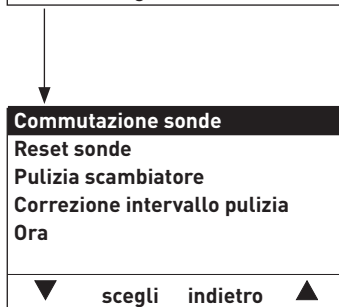 Commutazione sonde
Reset sonde
Pulizia scambiatore
Correzione intervallo pulizia
Ora
▼ scegli indietro ▲